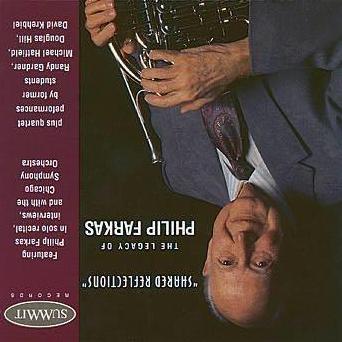 SUMMIT
RECORDS
"SHARED REFLECTIONS"
THE LEGACY OF
PHILIP FARKAS
Featuring
Philip Farkas
in solo recital,
interviews,
and with the
Chicago
Symphony
Orchestra
plus quartet
peformances
by former
students
Randy Gardner,
Michael Hatfield,
Douglas Hill,
David Krehbiel